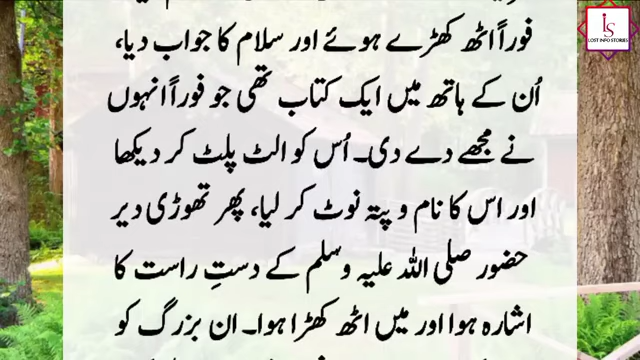 فوراً اٹھ کھڑے ہوئے اور سلام کا جواب دیا،
اُن کے ہاتھ میں ایک کتاب تھی جو فوراً انہوں
نے مجھے دے دی۔ اُس کو الٹ پلٹ کر دیکھا
اور اس کا نام و پتہ نوٹ کر لیا، پھر تھوڑی دیر
حضور صلی اللہ علیہ وسلم کے دستِ راست کا
اشارہ ہوا اور میں اٹھ کھڑا ہوا۔ ان بزرگ کو
LS
LOST INFO STORIES